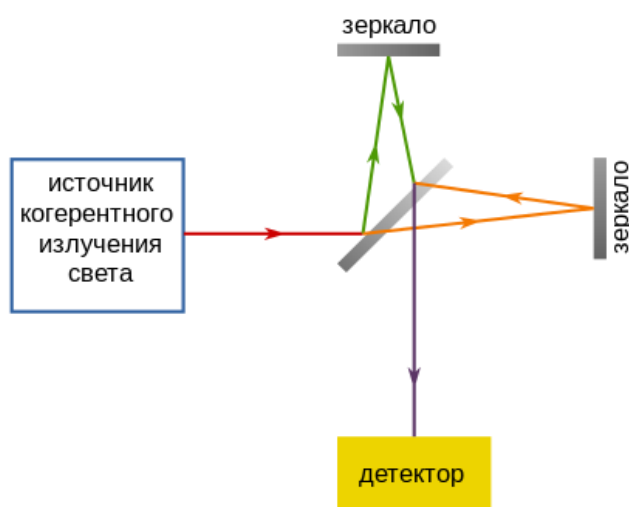 зеркало
источник
когерентного
излучения
света
зеркало
детектор